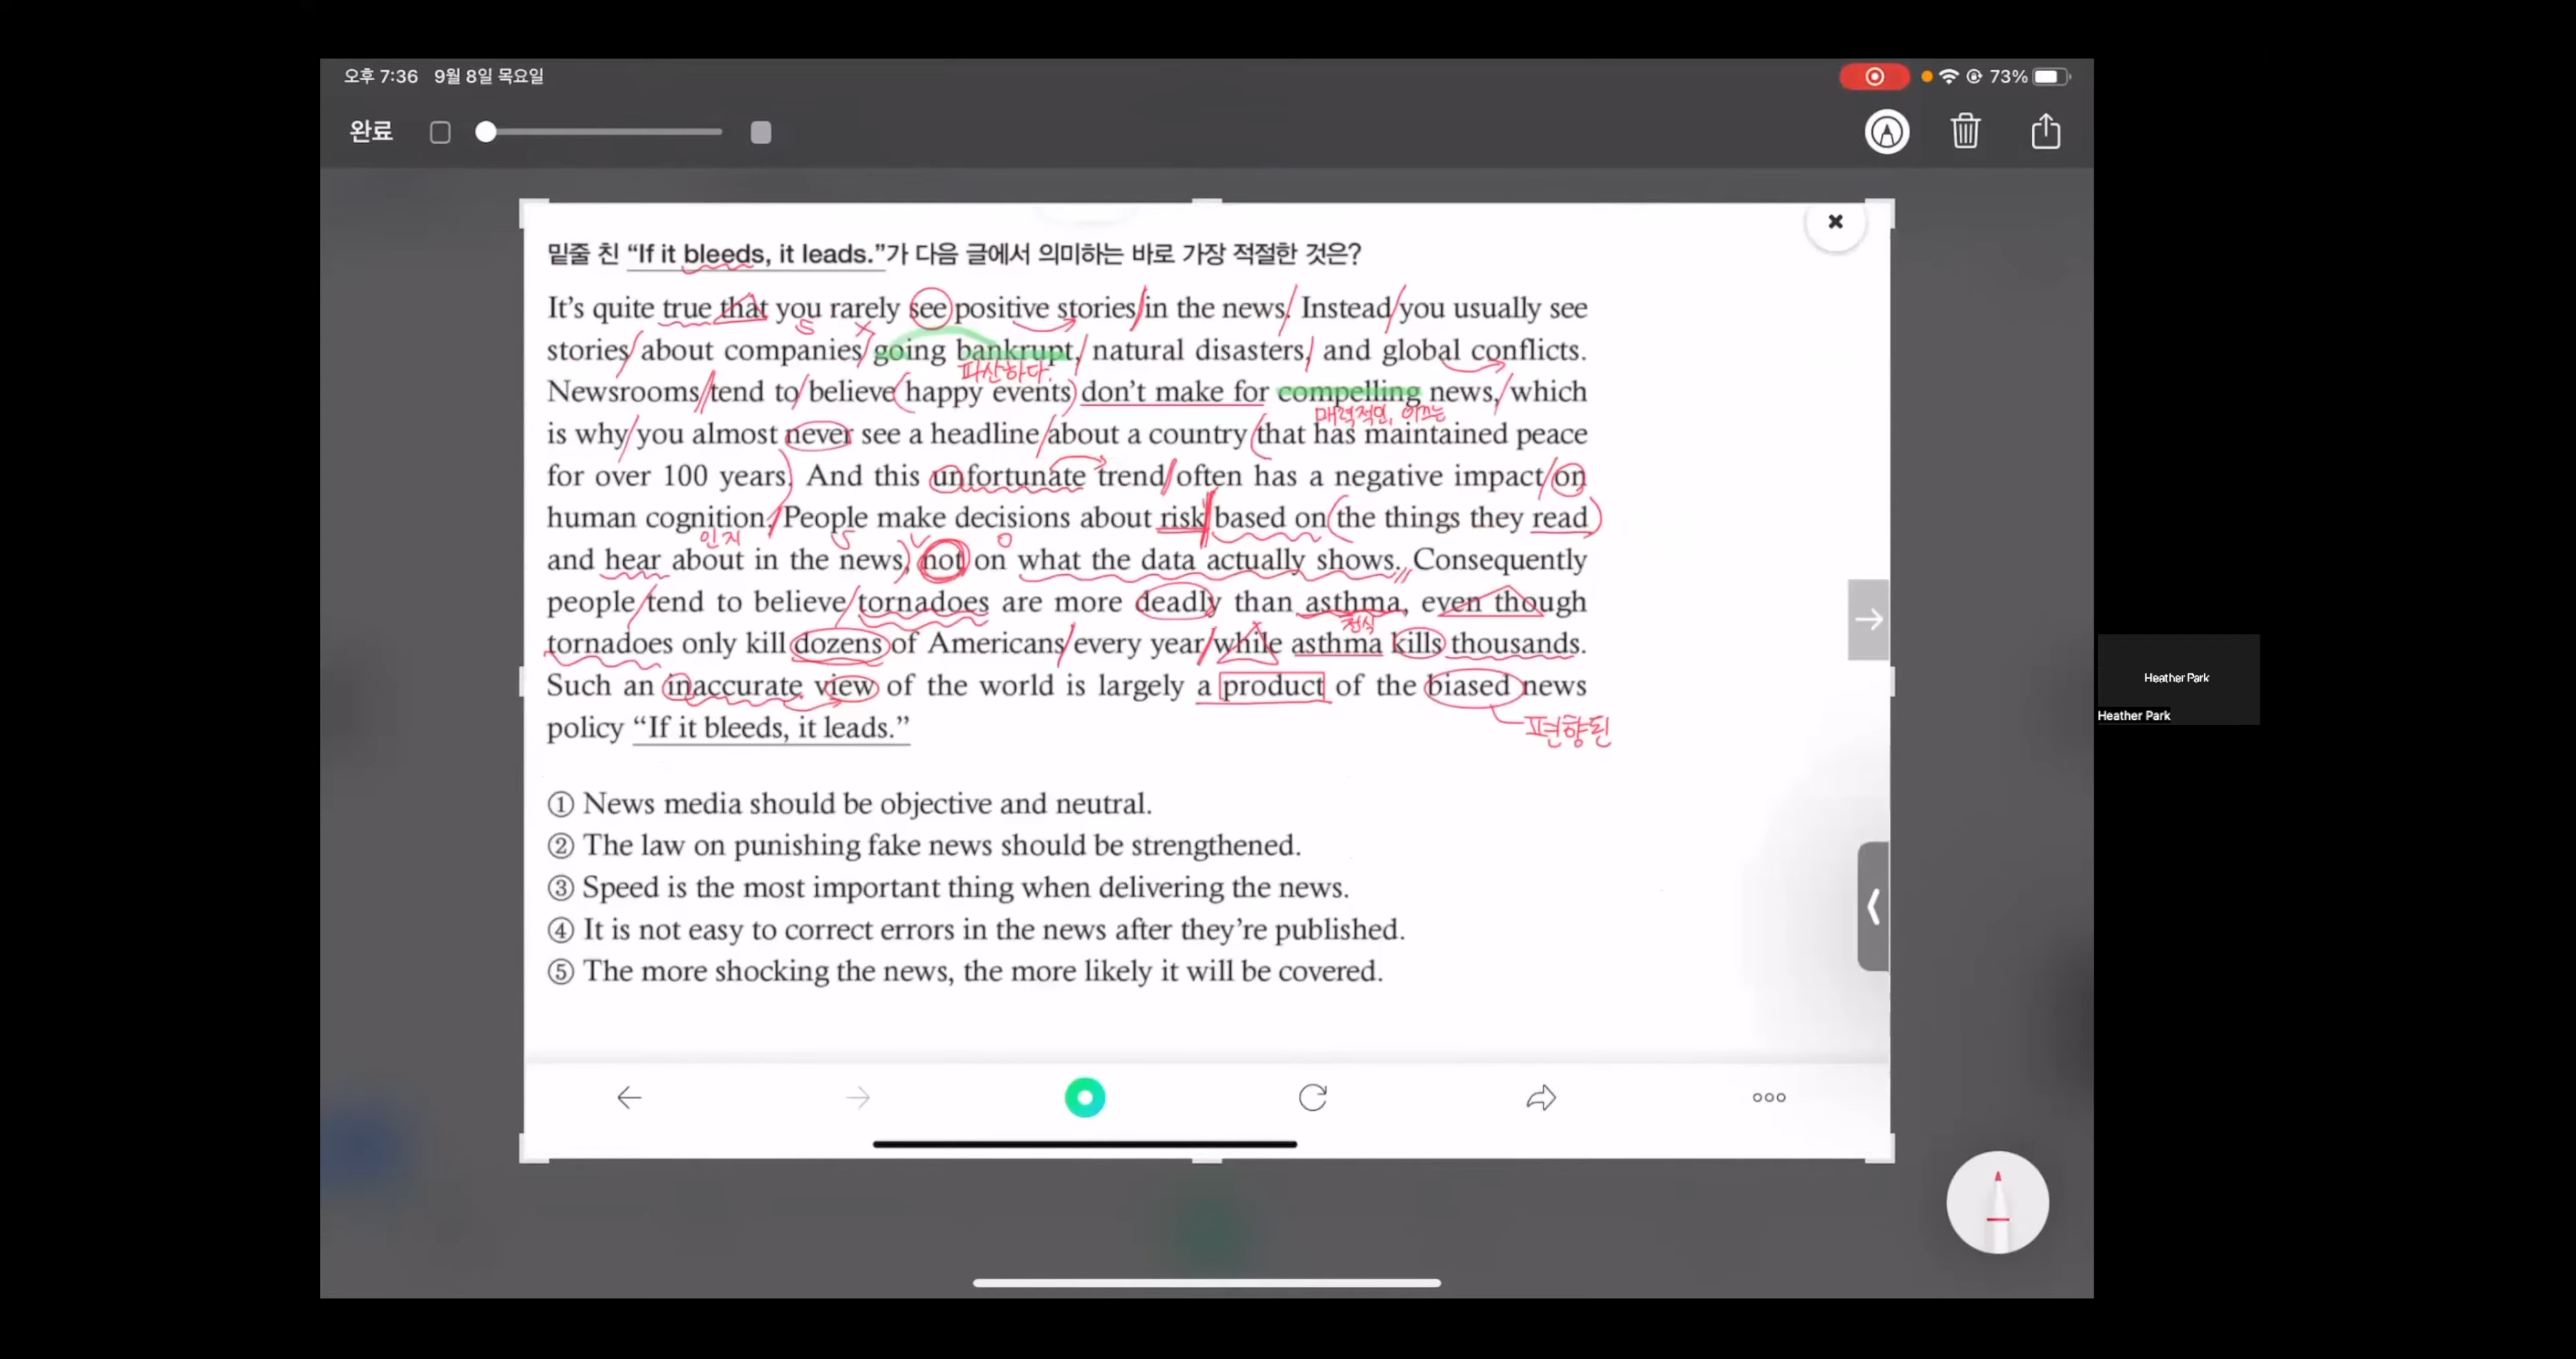 오후 7:36 9월 8일 목요일
73%
완료
밑줄 친 “If it bleeds, it leads.”가 다음 글에서 의미하는 바로 가장 적절한 것은?
It’s quite true that you rarely see positive stories in the news. Instead you usually see
S
stories about companies going bankrupt, natural disasters, and global conflicts.
파산하다.
Newsrooms tend to believe happy events don’t make for compelling news, which
매력적인, 이끄는
is why you almost never see a headline about a country that has maintained peace
for over 100 years. And this unfortunate trend often has a negative impact on
human cognition. People make decisions about risk based on the things they read
인지 S V O
and hear about in the news, not on what the data actually shows. Consequently
people tend to believe tornadoes are more deadly than asthma, even though
천식
tornadoes only kill dozens of Americans every year while asthma kills thousands.
Such an inaccurate view of the world is largely a product of the biased news
policy “If it bleeds, it leads.”
편향된
① News media should be objective and neutral.
② The law on punishing fake news should be strengthened.
③ Speed is the most important thing when delivering the news.
④ It is not easy to correct errors in the news after they’re published.
⑤ The more shocking the news, the more likely it will be covered.
Heather Park
Heather Park